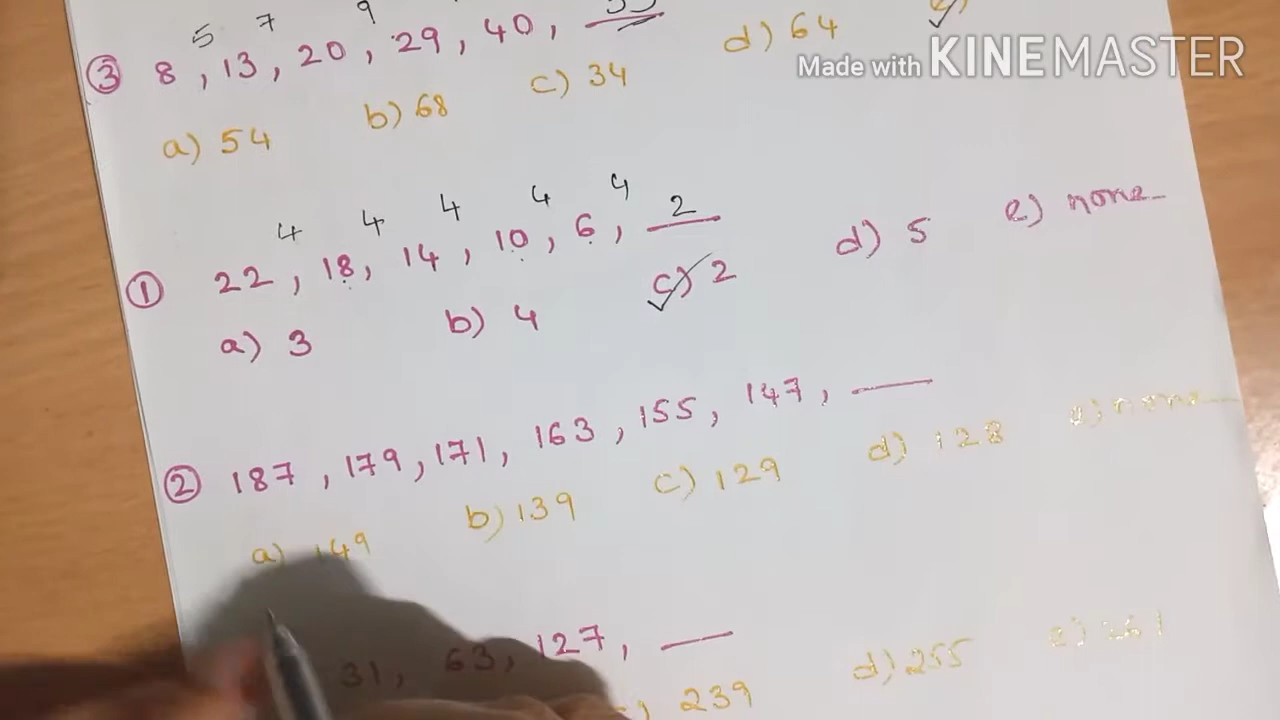 5 7 9
③ 8 , 13 , 20 , 29 , 40 ,
Made with KINEMASTER
a) 54 b) 68 c) 34 d) 64
4 4 4 4 4
① 22 , 18 , 14 , 10 , 6 , 2
a) 3 b) 4 c) 2 d) 5 e) none
② 187 , 179 , 171 , 163 , 155 , 147 ,
a) 149 b) 139 c) 129 d) 128 e) none
31 , 63 , 127 ,
239 d) 255 e)